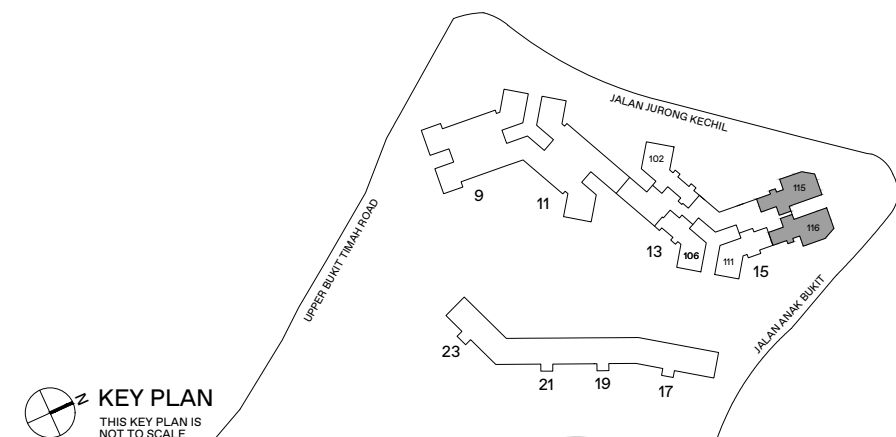 JALAN JURONG KECHIL
102
115
116
9
11
13
106
111
15
UPPER BUKIT TIMAH ROAD
JALAN ANAK BUKIT
23
21
19
17
N
KEY PLAN
THIS KEY PLAN IS
NOT TO SCALE